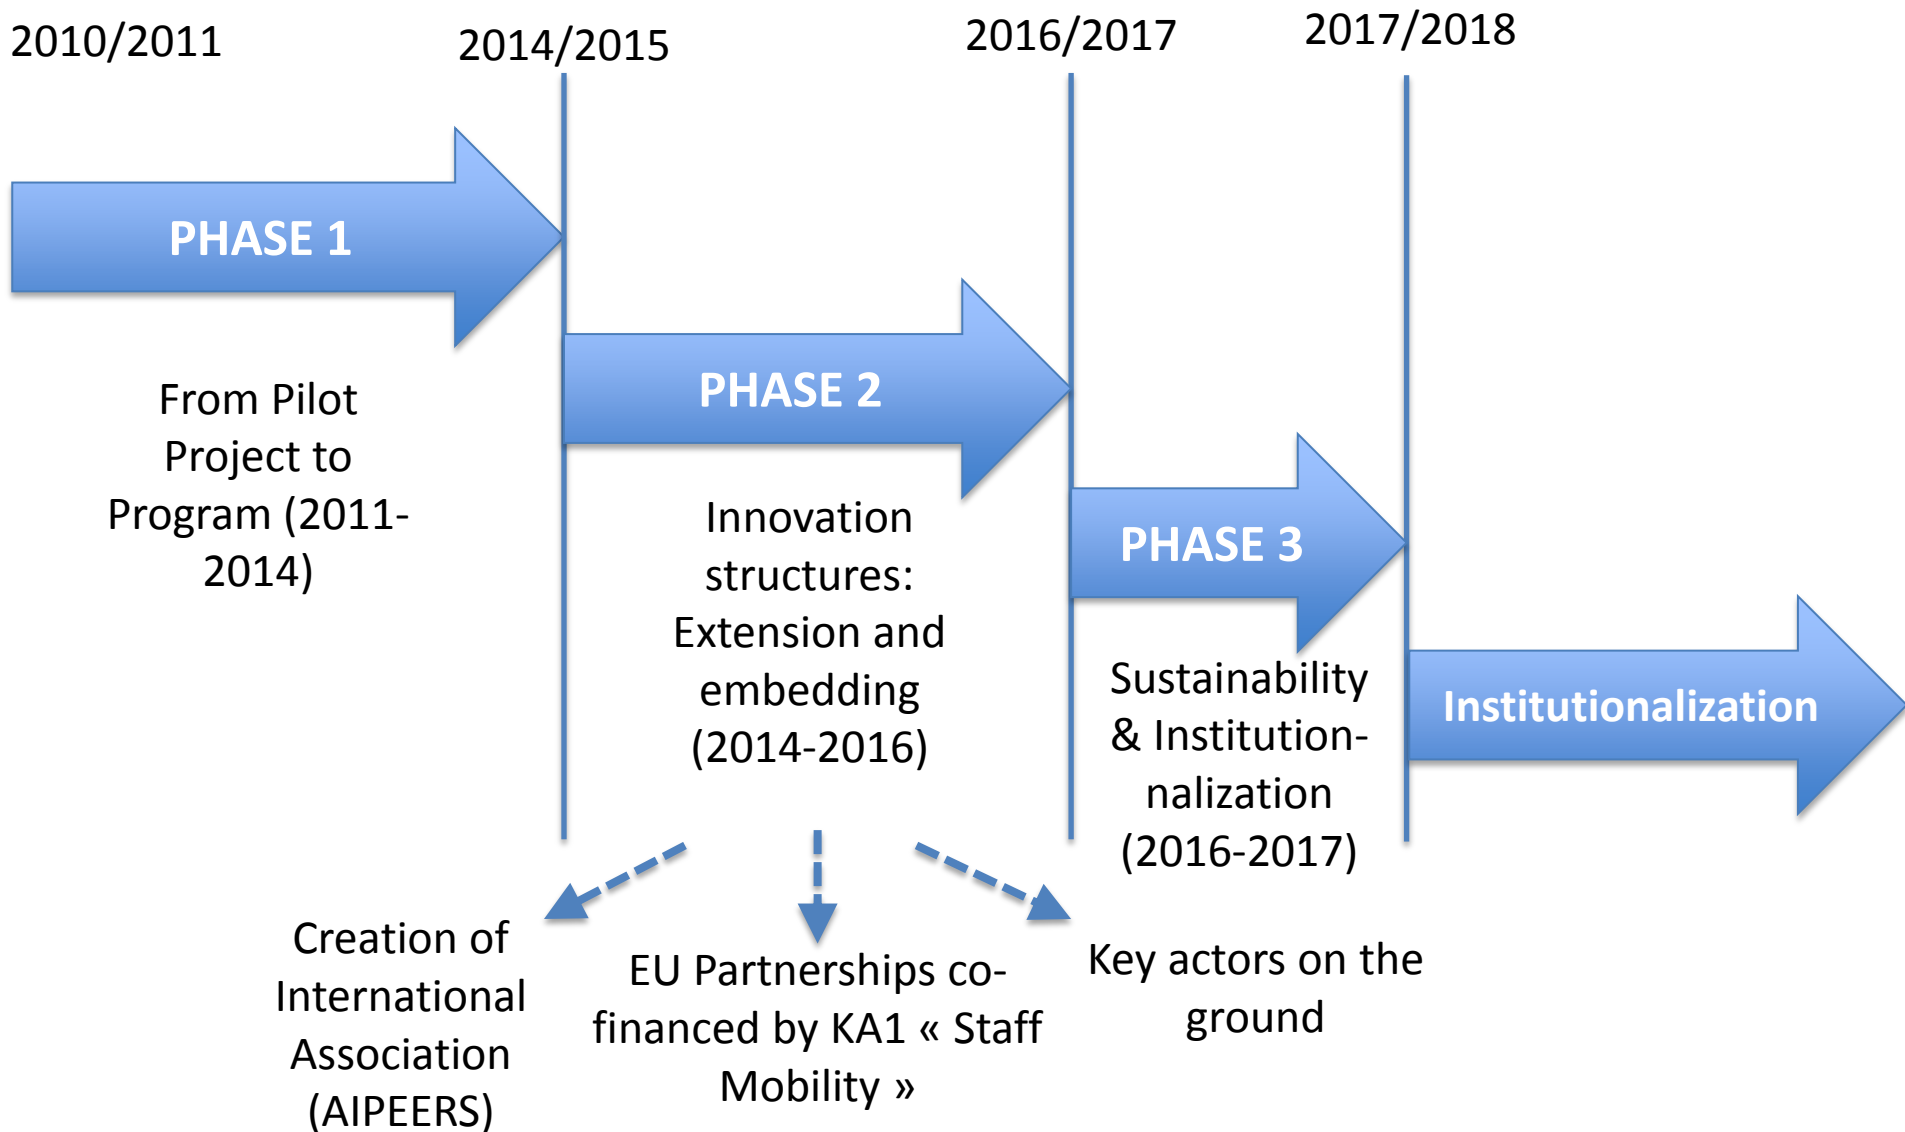 2010/2011
2014/2015
2016/2017
2017/2018
PHASE 1
From Pilot
Project to
Program (2011-
2014)
PHASE 2
Innovation
structures:
Extension and
embedding
(2014-2016)
PHASE 3
Sustainability
& Institution-
nalization
(2016-2017)
Institutionalization
Creation of
International
Association
(AIPEERS)
EU Partnerships co-
financed by KA1 « Staff
Mobility »
Key actors on the
ground